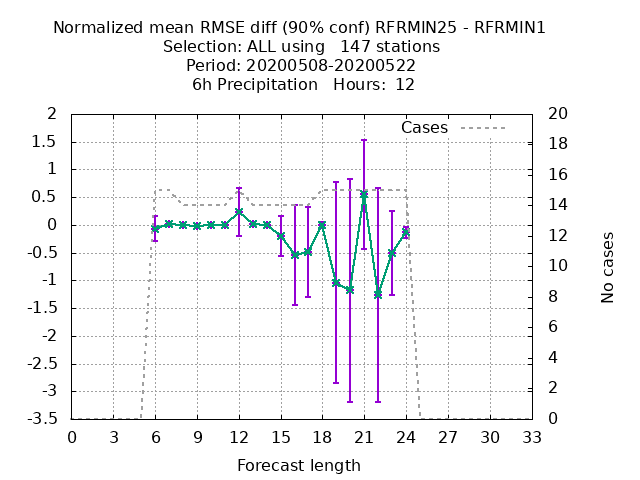 Normalized mean RMSE diff (90% conf) RFRMIN25 - RFRMIN1
Selection: ALL using   147 stations
Period: 20200508-20200522
6h Precipitation   Hours:  12
Cases
2
1.5
1
0.5
0
-0.5
-1
-1.5
-2
-2.5
-3
-3.5
20
18
16
14
12
10
8
6
4
2
0
No cases
0 3 6 9 12 15 18 21 24 27 30 33
Forecast length